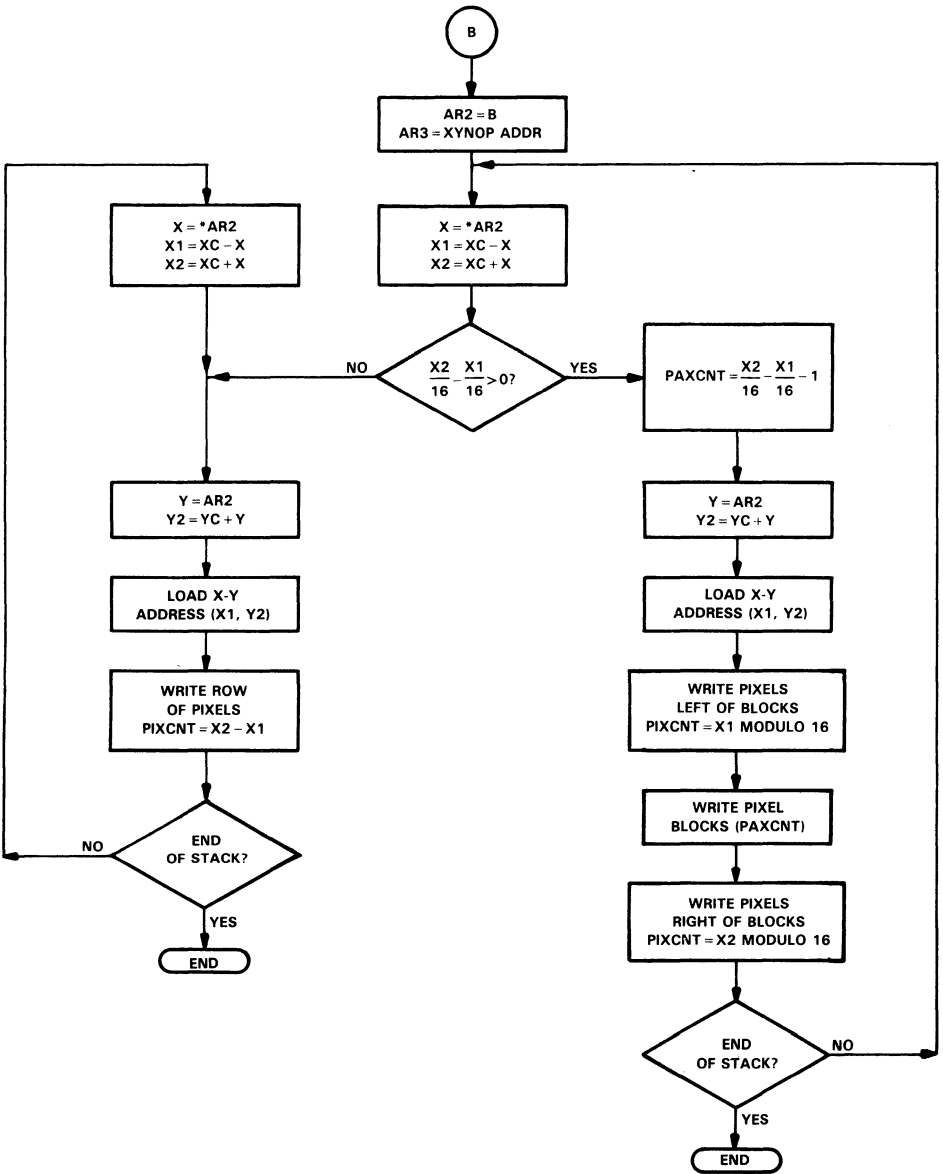 B
AR2 = B
AR3 = XYNOP ADDR
X = *AR2
X1 = XC – X
X2 = XC + X
X = *AR2
X1 = XC – X
X2 = XC + X
NO
X2/16 – X1/16 > 0?
YES
PAXCNT = X2/16 – X1/16 – 1
Y = AR2
Y2 = YC + Y
LOAD X-Y
ADDRESS (X1, Y2)
WRITE ROW
OF PIXELS
PIXCNT = X2 – X1
END
OF STACK?
NO
YES
END
Y = AR2
Y2 = YC + Y
LOAD X-Y
ADDRESS (X1, Y2)
WRITE PIXELS
LEFT OF BLOCKS
PIXCNT = X1 MODULO 16
WRITE PIXEL
BLOCKS (PAXCNT)
WRITE PIXELS
RIGHT OF BLOCKS
PIXCNT = X2 MODULO 16
END
OF STACK?
NO
YES
END